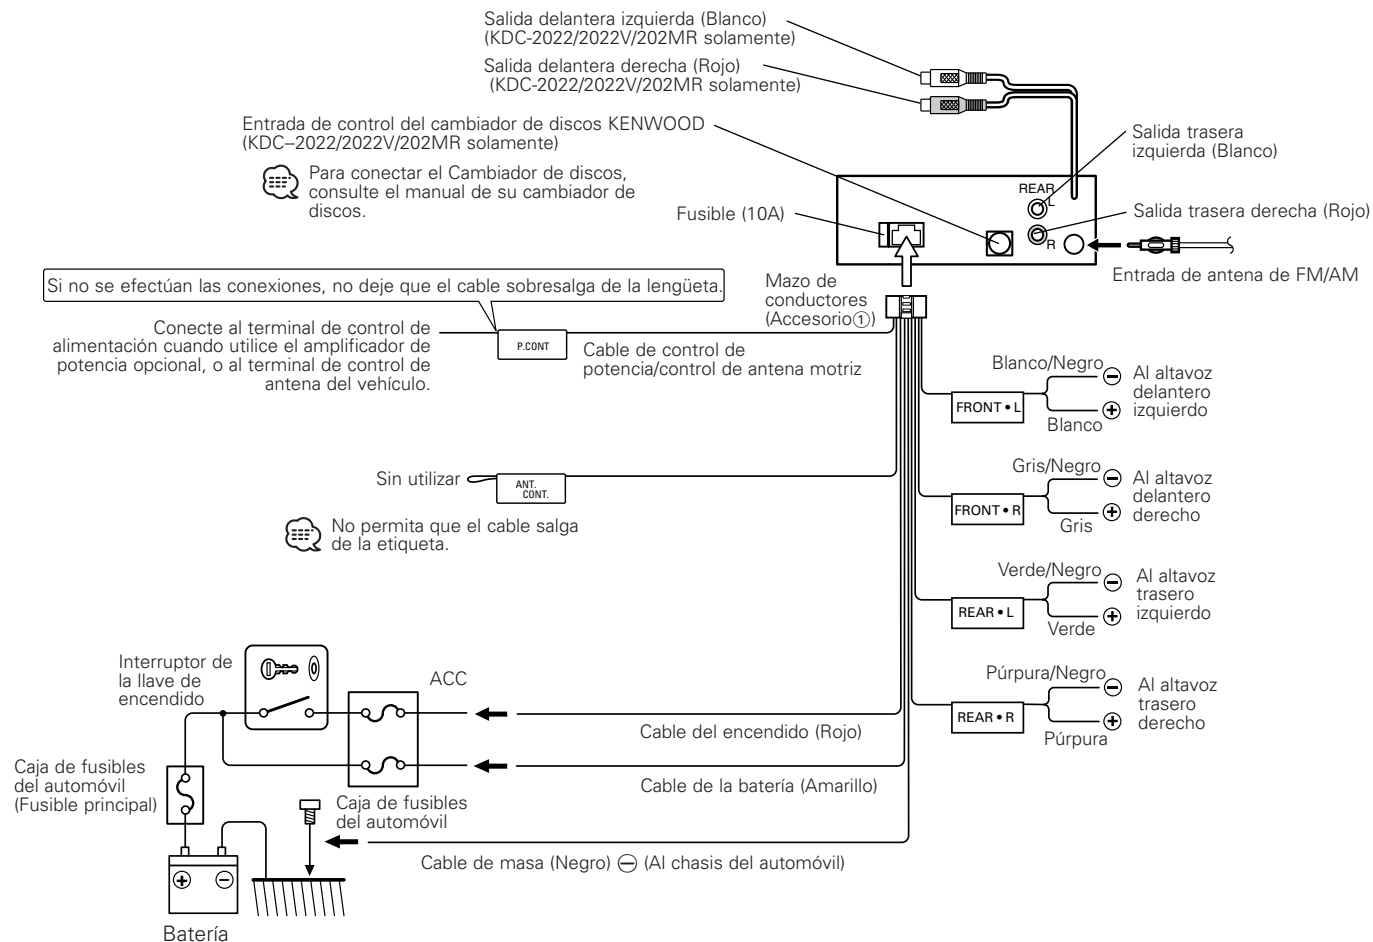 Salida delantera izquierda (Blanco)
(KDC-2022/2022V/202MR solamente)
Salida delantera derecha (Rojo)
(KDC-2022/2022V/202MR solamente)
Entrada de control del cambiador de discos KENWOOD
(KDC–2022/2022V/202MR solamente)
Para conectar el Cambiador de discos,
consulte el manual de su cambiador de
discos.
Salida trasera
izquierda (Blanco)
REAR
L
R
Fusible (10A)
Salida trasera derecha (Rojo)
Entrada de antena de FM/AM
Si no se efectúan las conexiones, no deje que el cable sobresalga de la lengüeta.
Mazo de
conductores
(Accesorio①)
Conecte al terminal de control de
alimentación cuando utilice el amplificador de
potencia opcional, o al terminal de control de
antena del vehículo.
P.CONT
Cable de control de
potencia/control de antena motriz
Blanco/Negro
FRONT • L
Blanco
⊖
⊕
Al altavoz
delantero
izquierdo
Sin utilizar
ANT.
CONT.
No permita que el cable salga
de la etiqueta.
Gris/Negro
FRONT • R
Gris
⊖
⊕
Al altavoz
delantero
derecho
Verde/Negro
REAR • L
Verde
⊖
⊕
Al altavoz
trasero
izquierdo
Púrpura/Negro
REAR • R
Púrpura
⊖
⊕
Al altavoz
trasero
derecho
Interruptor de
la llave de
encendido
ACC
Cable del encendido (Rojo)
Cable de la batería (Amarillo)
Caja de fusibles
del automóvil
(Fusible principal)
Caja de fusibles
del automóvil
Cable de masa (Negro) ⊖ (Al chasis del automóvil)
⊕ ⊖
Batería